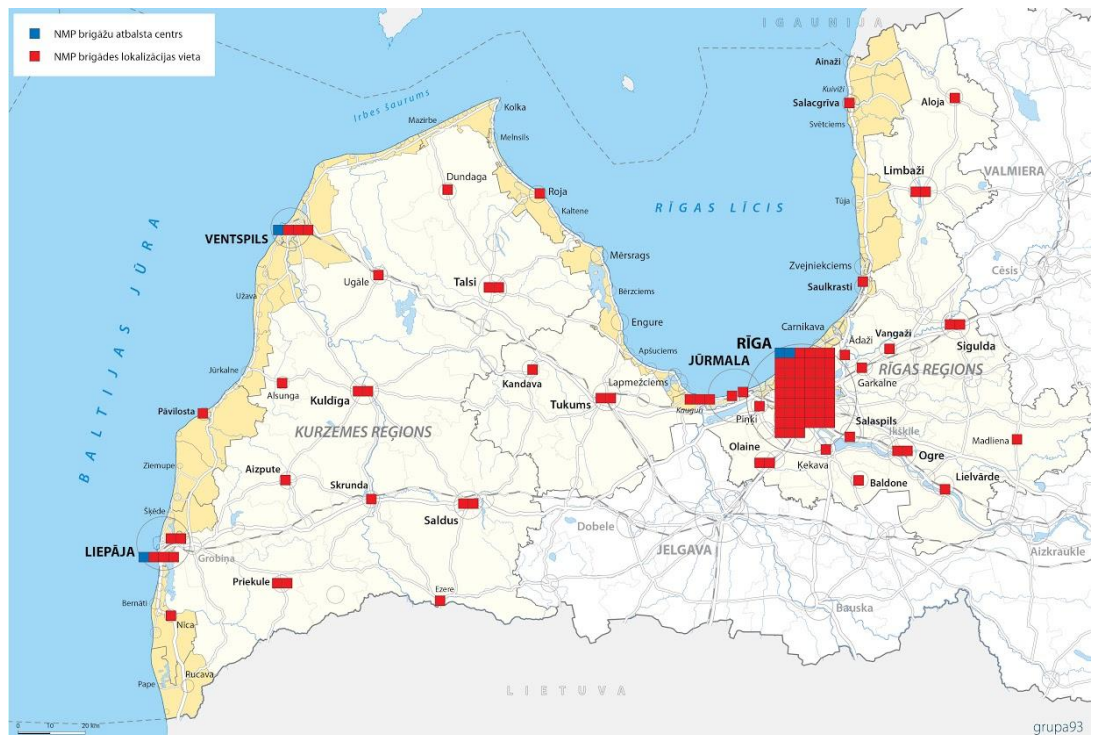 NMP brigāžu atbalsta centrs
NMP brigādes lokalizācijas vieta
IGAUNIJA
Ainaži
Kuiviži
Salacgrīva
Aloja
Svētciems
Irbes šaurums
Kolka
Mazirbe
Melnsils
Limbaži
VALMIERA
Dundaga
Roja
Kaltene
RĪGAS LĪCIS
Tūja
BALTIJAS JŪRA
VENTSPILS
Mērsrags
Zvejniekciems
Cēsis
Ugāle
Talsi
Bērzciems
Saulkrasti
Užava
Engure
Carnikava
Vangaži
Sigulda
Apšuciems
RĪGA
Ādaži
JŪRMALA
Garkalne
RĪGAS REGIONS
Jūrkalne
Alsunga
Kuldīga
Kandava
Lapmežciems
Tukums
Kauguri
Piņķi
Pāvilosta
KURZEMES REGIONS
Salaspils
Ikšķile
Madliena
Olaine
Ķekava
Ogre
Ziemupe
Aizpute
Skrunda
Baldone
Lielvārde
Šķēde
Saldus
Dobele
JELGAVA
Aizkraukle
LIEPĀJA
Grobiņa
Priekule
Ezere
Bernāti
Nīca
Bauska
Rucava
Pape
LIETUVA
0 10 20 km
grupa93